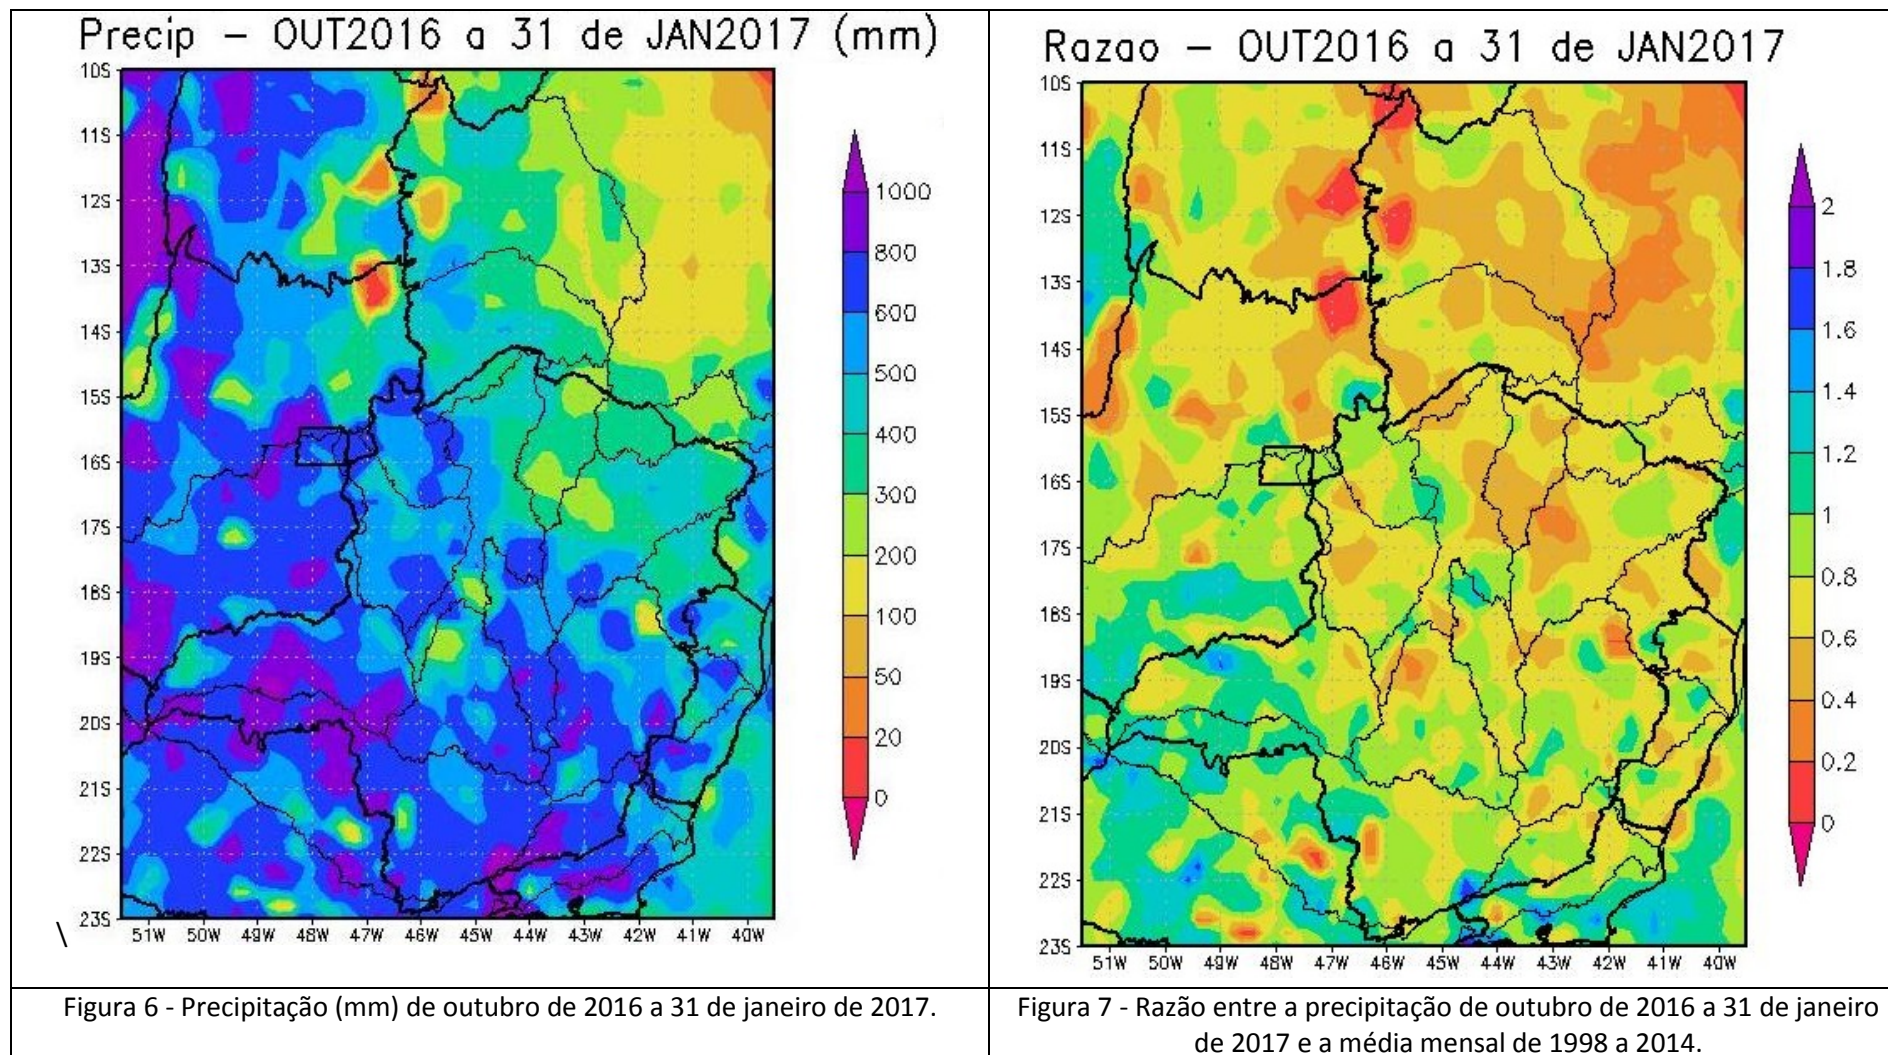 Precip – OUT2016 a 31 de JAN2017 (mm)
10S
11S
12S
13S
14S
15S
16S
17S
18S
19S
20S
21S
22S
23S
51W 50W 49W 48W 47W 46W 45W 44W 43W 42W 41W 40W
1000
800
600
500
400
300
200
100
50
20
0
\
Figura 6 - Precipitação (mm) de outubro de 2016 a 31 de janeiro de 2017.
Razao – OUT2016 a 31 de JAN2017
10S
11S
12S
13S
14S
15S
16S
17S
18S
19S
20S
21S
22S
23S
51W 50W 49W 48W 47W 46W 45W 44W 43W 42W 41W 40W
2
1.8
1.6
1.4
1.2
1
0.8
0.6
0.4
0.2
0
Figura 7 - Razão entre a precipitação de outubro de 2016 a 31 de janeiro
de 2017 e a média mensal de 1998 a 2014.